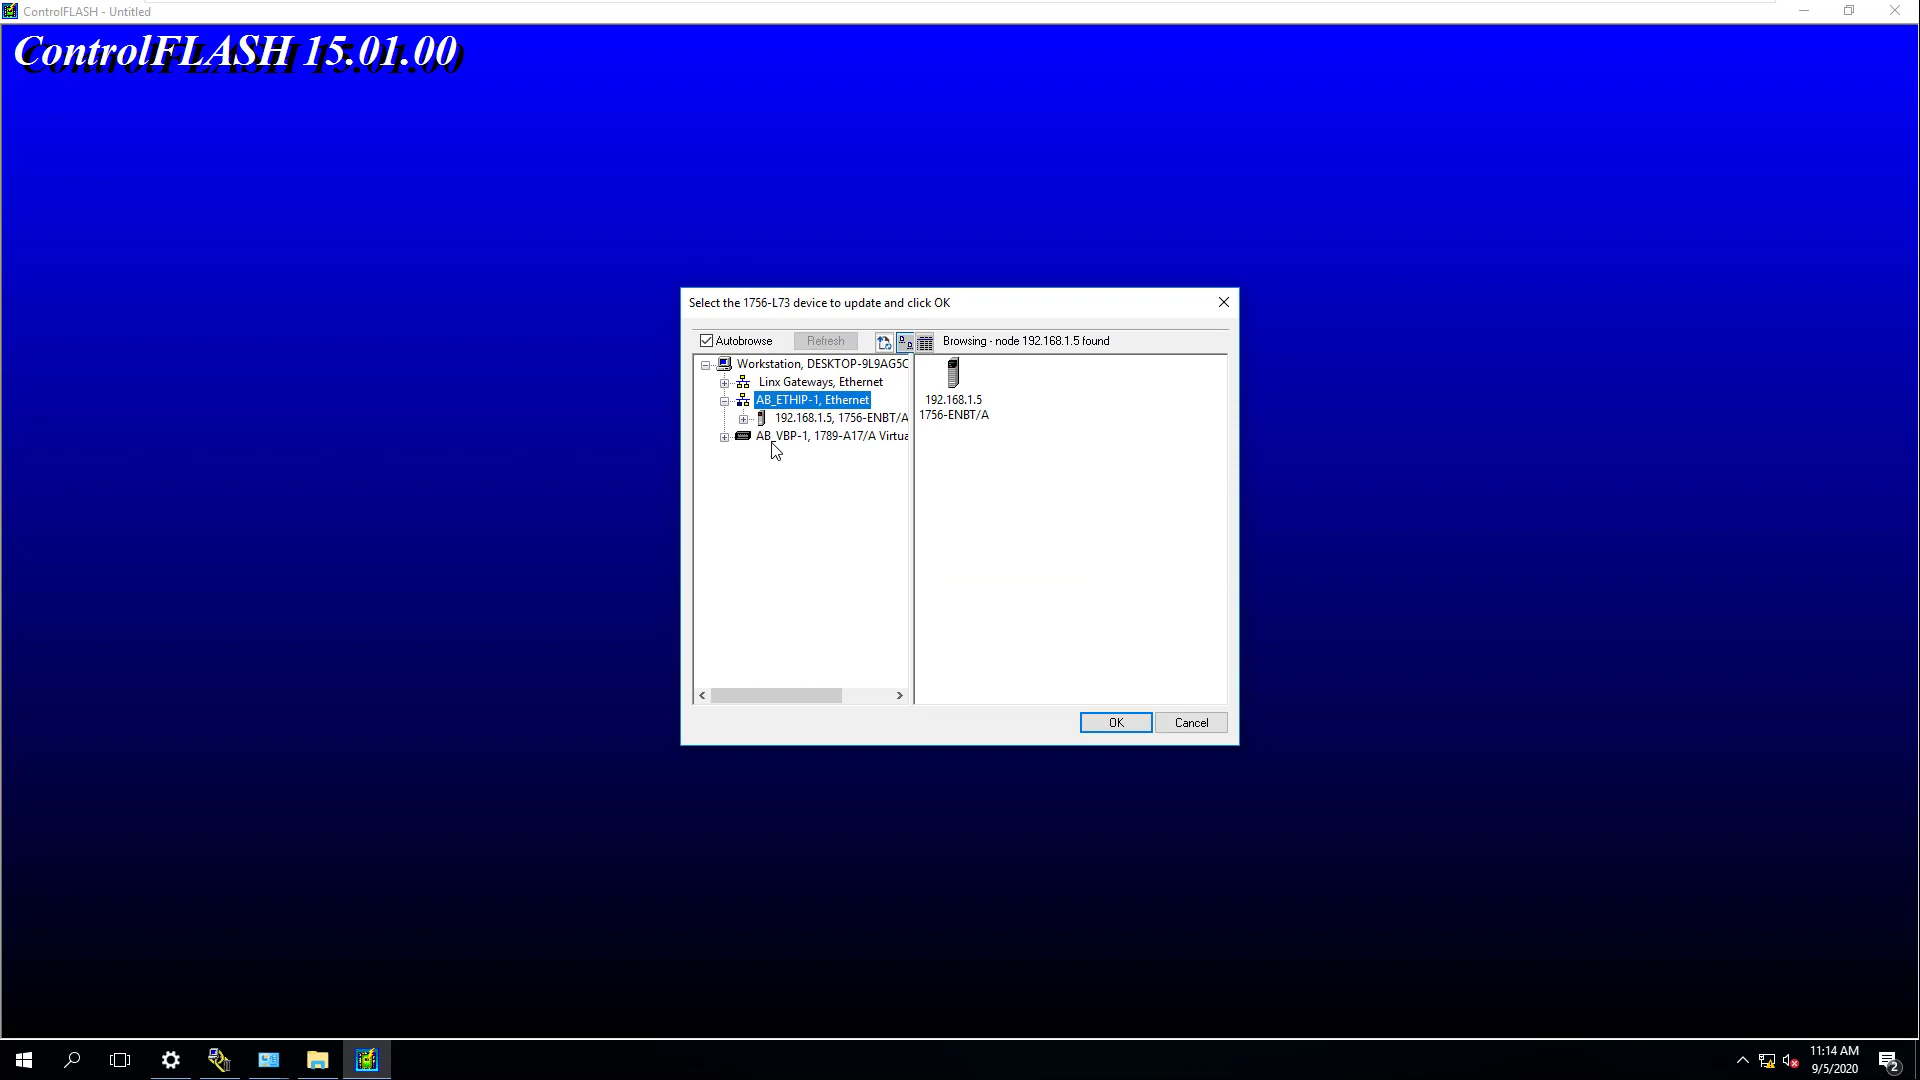 ControlFLASH - Untitled
ControlFLASH 15.01.00
Select the 1756-L73 device to update and click OK
Autobrowse
Refresh
Browsing - node 192.168.1.5 found
Workstation, DESKTOP-9L9AG5C
Linx Gateways, Ethernet
AB_ETHIP-1, Ethernet
192.168.1.5, 1756-ENBT/A
AB_VBP-1, 1789-A17/A Virtua
192.168.1.5
1756-ENBT/A
OK
Cancel
11:14 AM
9/5/2020
2